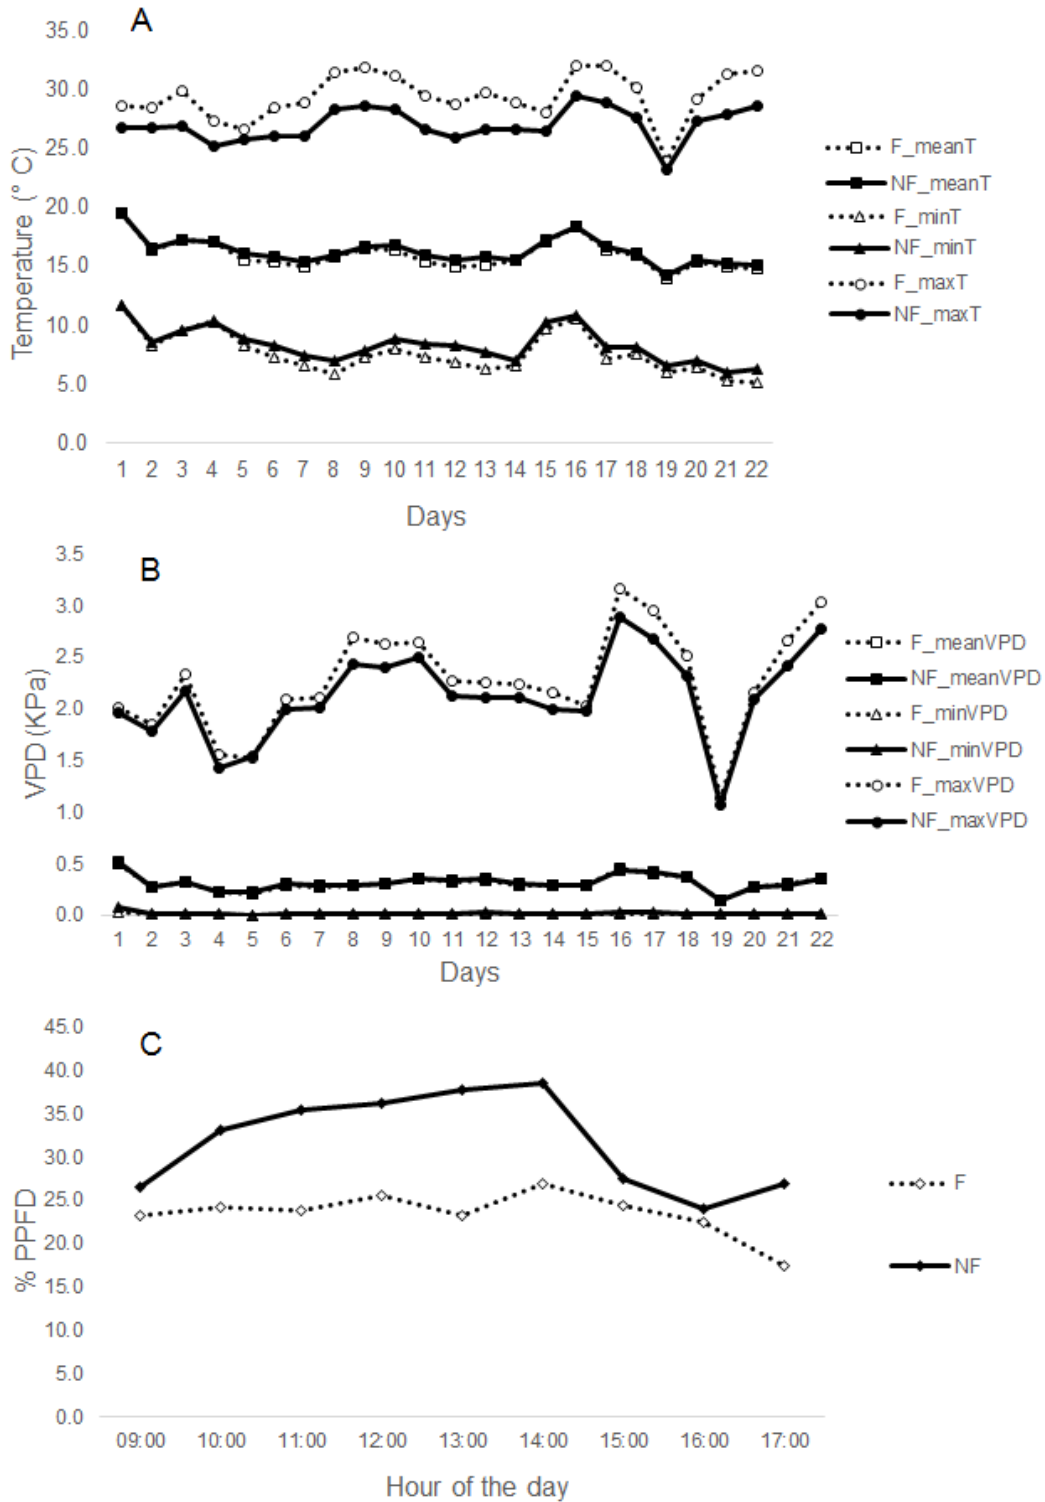 A
35.0
30.0
25.0
20.0
15.0
10.0
5.0
0.0
Temperature (° C)
1 2 3 4 5 6 7 8 9 10 11 12 13 14 15 16 17 18 19 20 21 22
Days
F_meanT
NF_meanT
F_minT
NF_minT
F_maxT
NF_maxT
B
3.5
3.0
2.5
2.0
1.5
1.0
0.5
0.0
VPD (KPa)
1 2 3 4 5 6 7 8 9 10 11 12 13 14 15 16 17 18 19 20 21 22
Days
F_meanVPD
NF_meanVPD
F_minVPD
NF_minVPD
F_maxVPD
NF_maxVPD
C
45.0
40.0
35.0
30.0
25.0
20.0
15.0
10.0
5.0
0.0
% PPFD
09:00 10:00 11:00 12:00 13:00 14:00 15:00 16:00 17:00
Hour of the day
F
NF